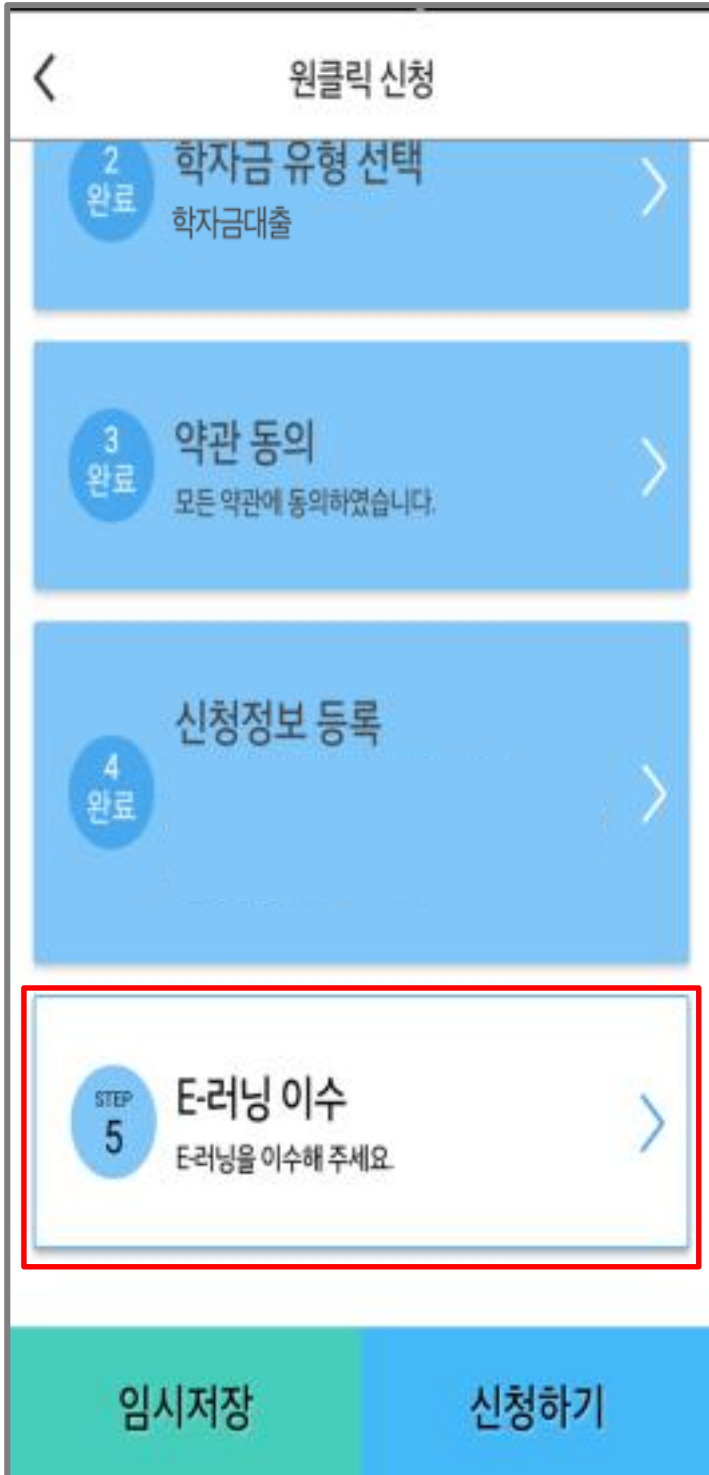 원클릭 신청
2
완료
학자금 유형 선택
학자금대출
3
완료
약관 동의
모든 약관에 동의하였습니다.
4
완료
신청정보 등록
STEP
5
E-러닝 이수
E-러닝을 이수해 주세요.
임시저장
신청하기